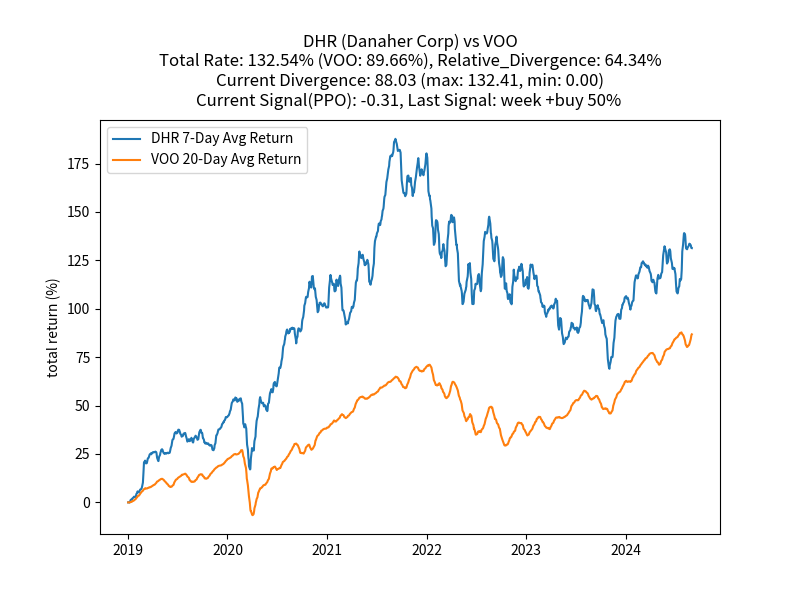 DHR (Danaher Corp) vs VOO
Total Rate: 132.54% (VOO: 89.66%), Relative_Divergence: 64.34%
Current Divergence: 88.03 (max: 132.41, min: 0.00)
Current Signal(PPO): -0.31, Last Signal: week +buy 50%
DHR 7-Day Avg Return
VOO 20-Day Avg Return
total return (%)
175
150
125
100
75
50
25
0
2019 2020 2021 2022 2023 2024